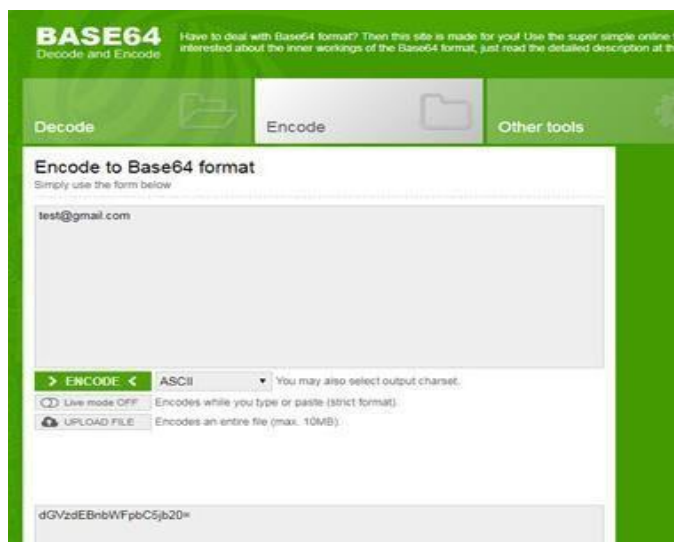 BASE64
Decode and Encode
Have to deal with Base64 format? Then this site is made for you! Use the super simple online
interested about the inner workings of the Base64 format, just read the detailed description at th
Decode
Encode
Other tools
Encode to Base64 format
Simply use the form below
test@gmail.com
> ENCODE <
ASCII
You may also select output charset.
Live mode OFF
Encodes while you type or paste (strict format).
UPLOAD FILE
Encodes an entire file (max. 10MB).
dGVzdEBnbWFpbC5jb20=